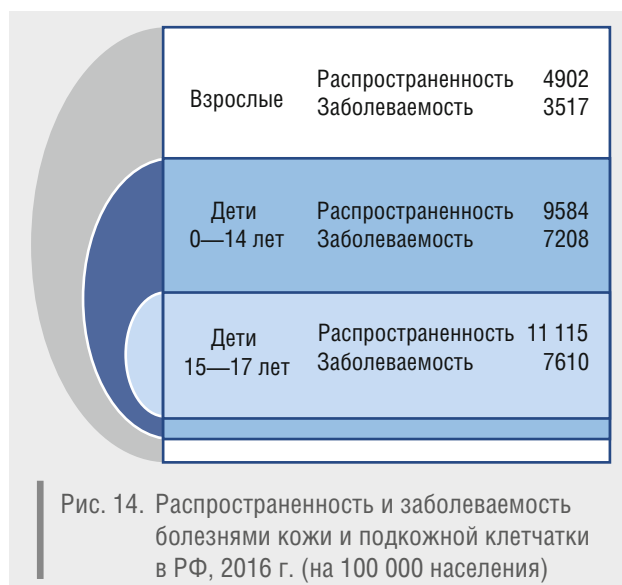 Взрослые
Распространенность 4902
Заболеваемость 3517
Дети
0—14 лет
Распространенность 9584
Заболеваемость 7208
Дети
15—17 лет
Распространенность 11 115
Заболеваемость 7610
Рис. 14. Распространенность и заболеваемость
болезнями кожи и подкожной клетчатки
в РФ, 2016 г. (на 100 000 населения)